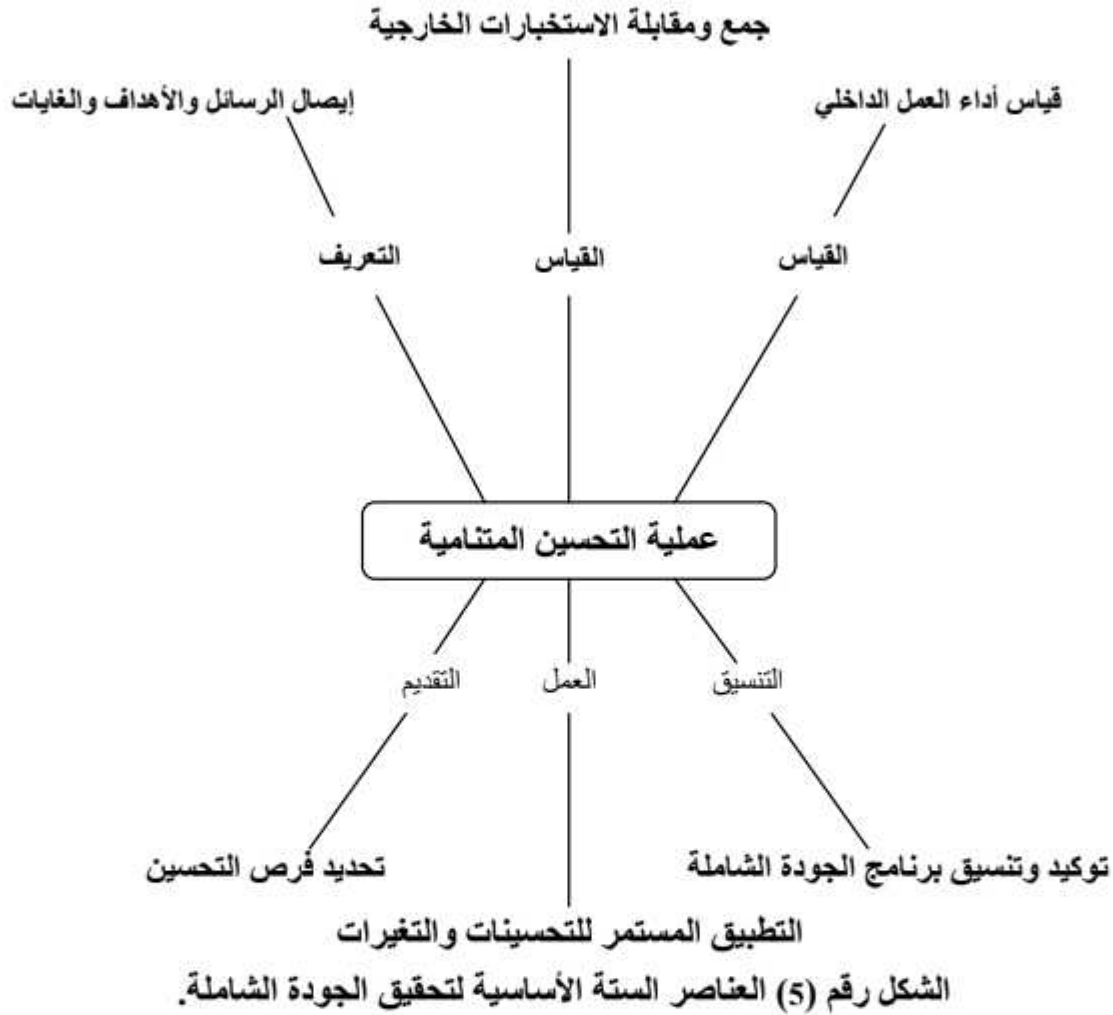 جمع ومقابلة الاستخبارات الخارجية
قياس أداء العمل الداخلي
إيصال الرسائل والأهداف والغايات
القياس
القياس
التعريف
عملية التحسين المتنامية
التنسيق
العمل
التقديم
توكيد وتنسيق برنامج الجودة الشاملة
تحديد فرص التحسين
التطبيق المستمر للتحسينات والتغيرات
الشكل رقم (5) العناصر الستة الأساسية لتحقيق الجودة الشاملة.